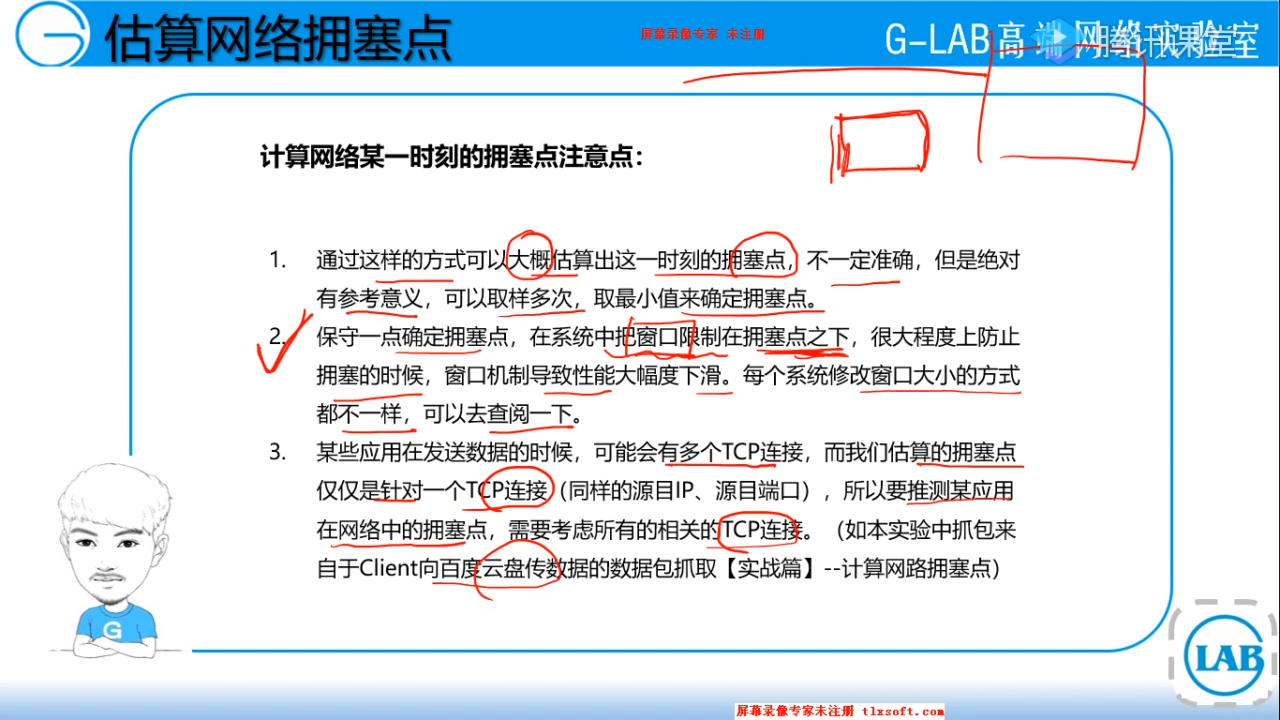 估算网络拥塞点
屏幕录像专家 未注册
G-LAB高端网络实验室
腾讯课堂
计算网络某一时刻的拥塞点注意点：
1. 通过这样的方式可以大概估算出这一时刻的拥塞点，不一定准确，但是绝对
有参考意义，可以取样多次，取最小值来确定拥塞点。
2. 保守一点确定拥塞点，在系统中把窗口限制在拥塞点之下，很大程度上防止
拥塞的时候，窗口机制导致性能大幅度下滑。每个系统修改窗口大小的方式
都不一样，可以去查阅一下。
3. 某些应用在发送数据的时候，可能会有多个TCP连接，而我们估算的拥塞点
仅仅是针对一个TCP连接（同样的源目IP、源目端口），所以要推测某应用
在网络中的拥塞点，需要考虑所有的相关的TCP连接。（如本实验中抓包来
自于Client向百度云盘传数据的数据包抓取【实战篇】--计算网路拥塞点）
G
LAB
屏幕录像专家未注册 tlxsoft.com